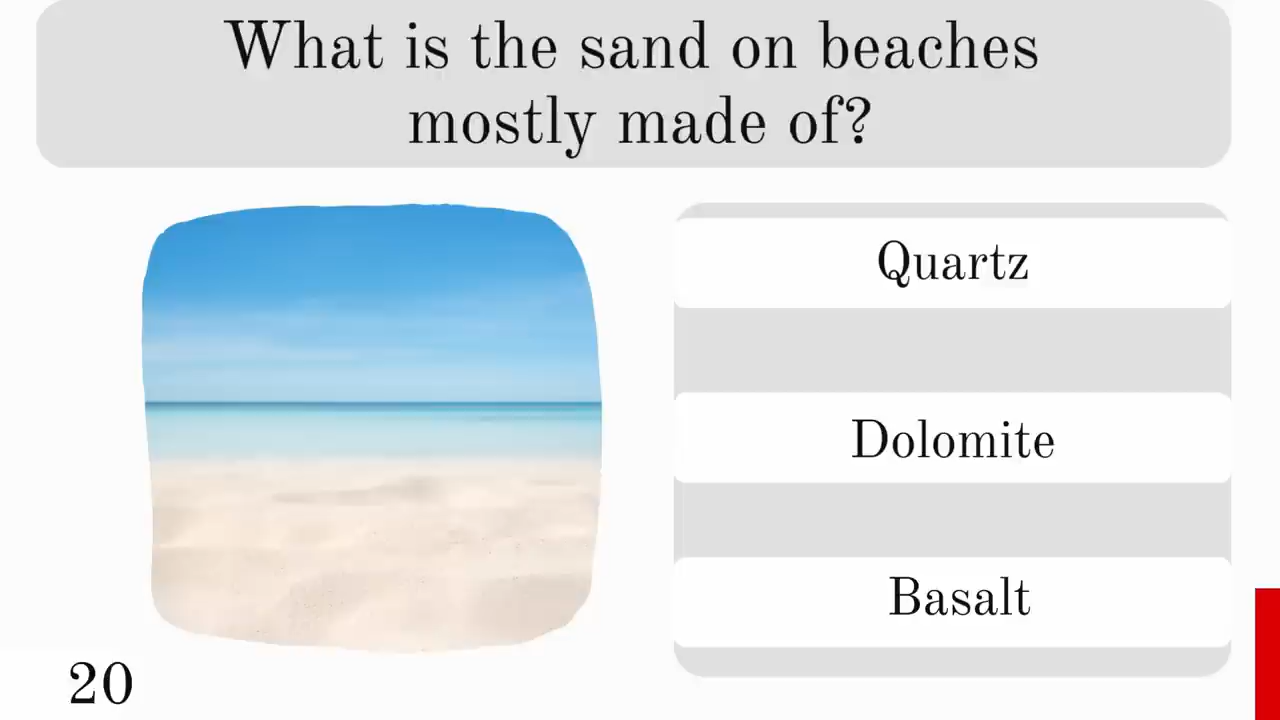 What is the sand on beaches
mostly made of?
Quartz
Dolomite
Basalt
20